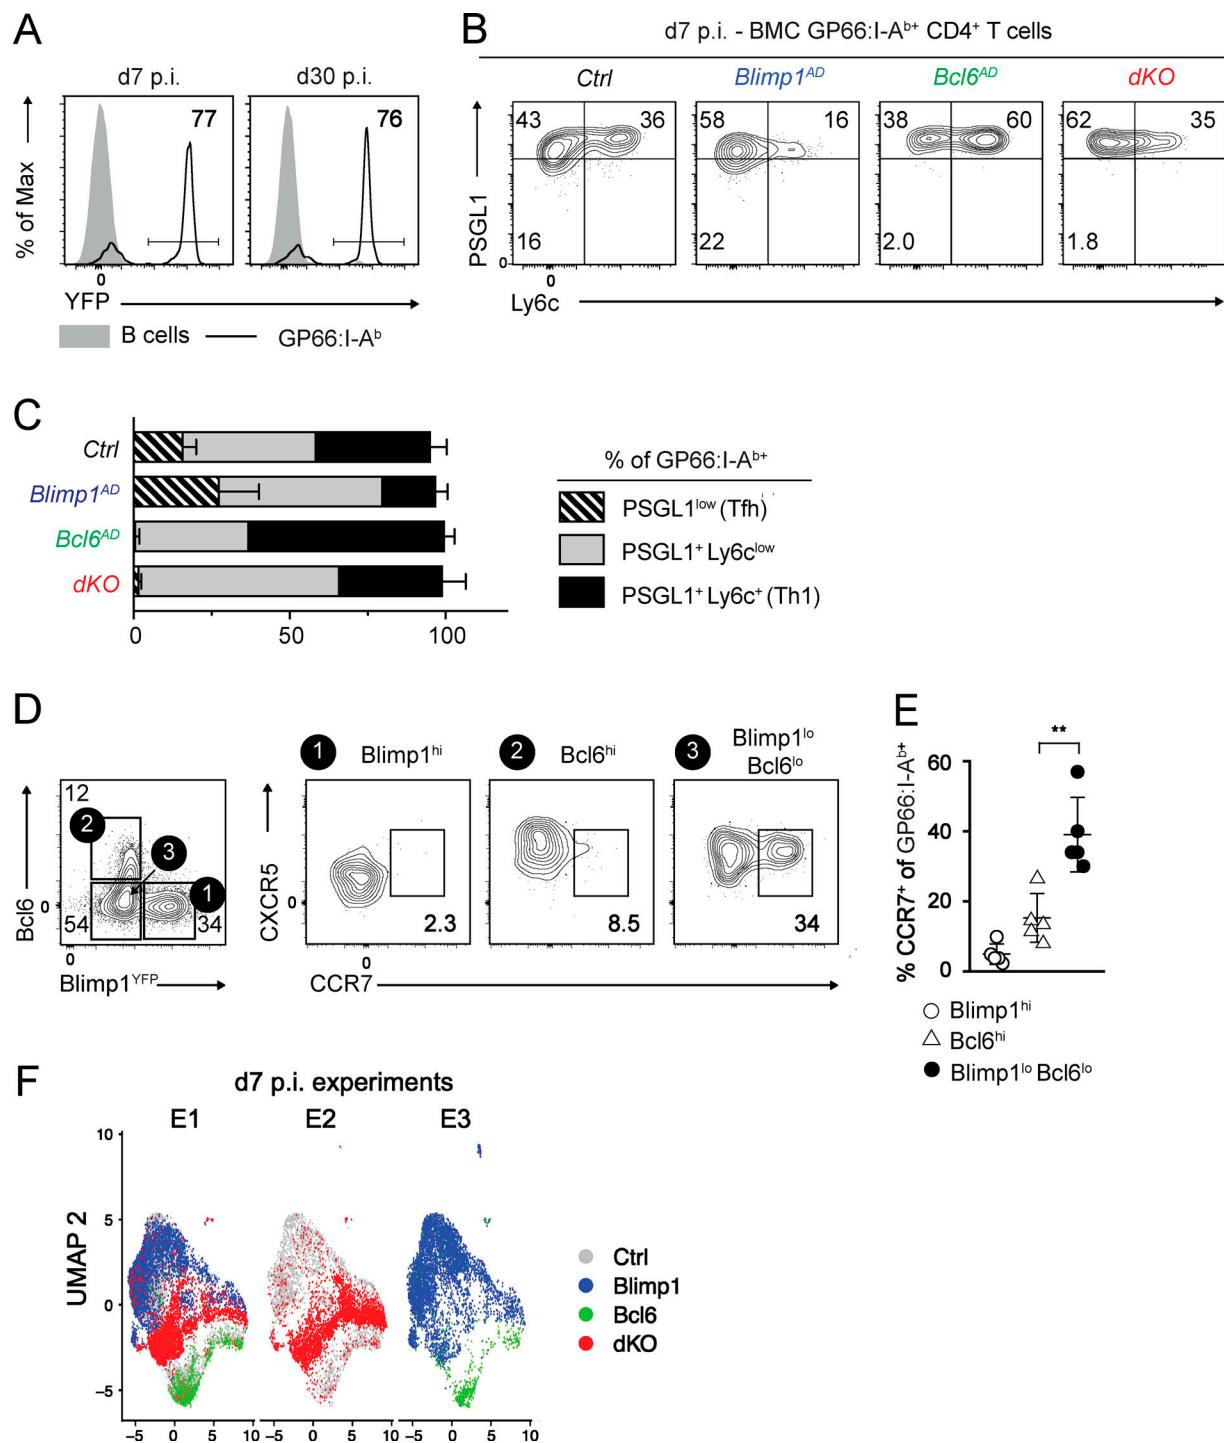 A
d7 p.i.
d30 p.i.
% of Max
77
76
0
YFP
B cells
GP66:I-Aᵇ
B
d7 p.i. - BMC GP66:I-Aᵇ⁺ CD4⁺ T cells
Ctrl
Blimp1ᴬᴰ
Bcl6ᴬᴰ
dKO
PSGL1
43
36
58
16
38
60
62
35
16
22
2.0
1.8
0
0
Ly6c
C
Ctrl
Blimp1ᴬᴰ
Bcl6ᴬᴰ
dKO
0
50
100
% of GP66:I-Aᵇ⁺
PSGL1ˡᵒʷ (Tfh)
PSGL1⁺ Ly6cˡᵒʷ
PSGL1⁺ Ly6c⁺ (Th1)
D
Bcl6
12
2
3
1
0
54
34
0
Blimp1ʸᶠᴾ
1
Blimp1ʰⁱ
2
Bcl6ʰⁱ
3
Blimp1ˡᵒ
Bcl6ˡᵒ
CXCR5
0
2.3
8.5
34
0
CCR7
E
**
% CCR7⁺ of GP66:I-Aᵇ⁺
60
40
20
0
Blimp1ʰⁱ
Bcl6ʰⁱ
Blimp1ˡᵒ Bcl6ˡᵒ
F
d7 p.i. experiments
E1
E2
E3
UMAP 2
10
5
0
−5
−5 0 5 10
−5 0 5 10
−5 0 5 10
Ctrl
Blimp1
Bcl6
dKO